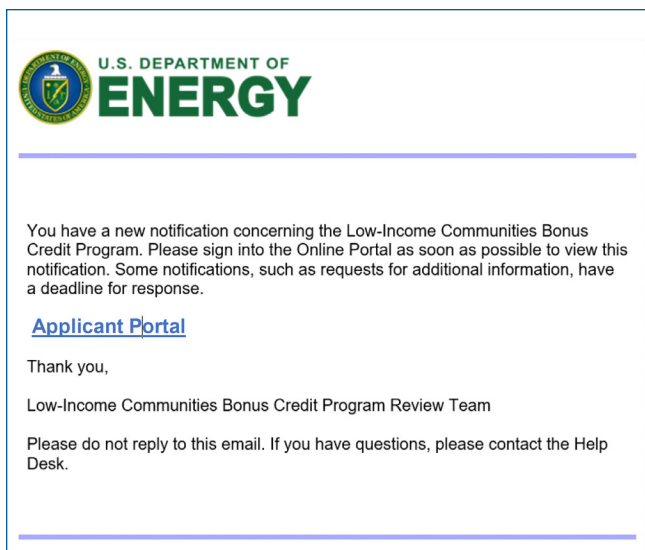 U.S. DEPARTMENT OF
ENERGY
You have a new notification concerning the Low-Income Communities Bonus
Credit Program. Please sign into the Online Portal as soon as possible to view this
notification. Some notifications, such as requests for additional information, have
a deadline for response.
Applicant Portal
Thank you,
Low-Income Communities Bonus Credit Program Review Team
Please do not reply to this email. If you have questions, please contact the Help
Desk.